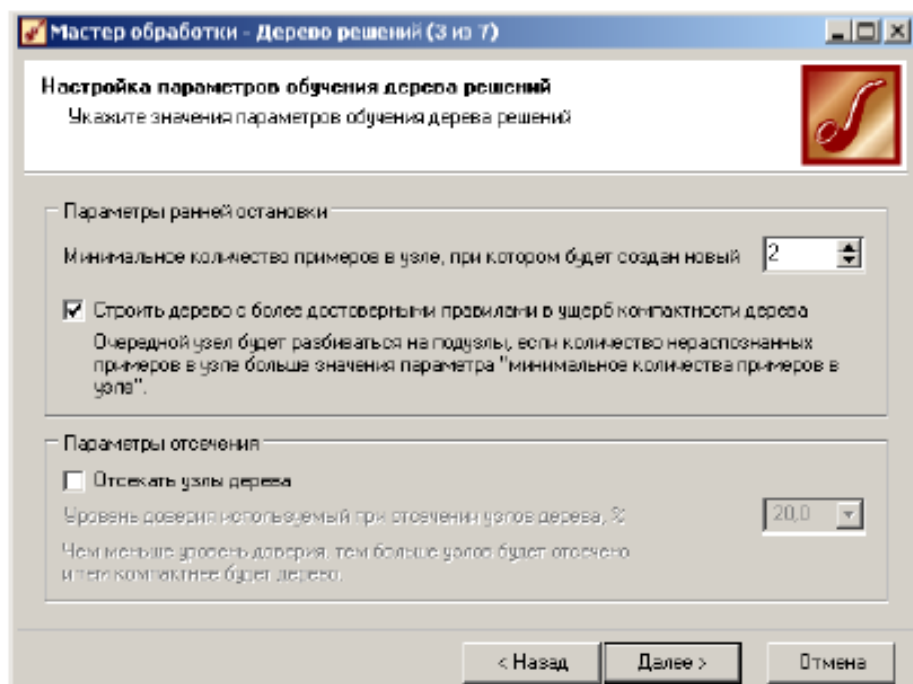 Мастер обработки - Дерево решений (3 из 7)
Настройка параметров обучения дерева решений
Укажите значения параметров обучения дерева решений
Параметры ранней остановки
Минимальное количество примеров в узле, при котором будет создан новый 2
Строить дерево с более достоверными правилами в ущерб компактности дерева
Очередной узел будет разбиваться на подузлы, если количество нераспознанных
примеров в узле больше значения параметра "минимальное количества примеров в
узле".
Параметры отсечения
Отсекать узлы дерева
Уровень доверия используемый при отсечении узлов дерева, % 20,0
Чем меньше уровень доверия, тем больше узлов будет отсечено
и тем компактнее будет дерево.
< Назад Далее > Отмена